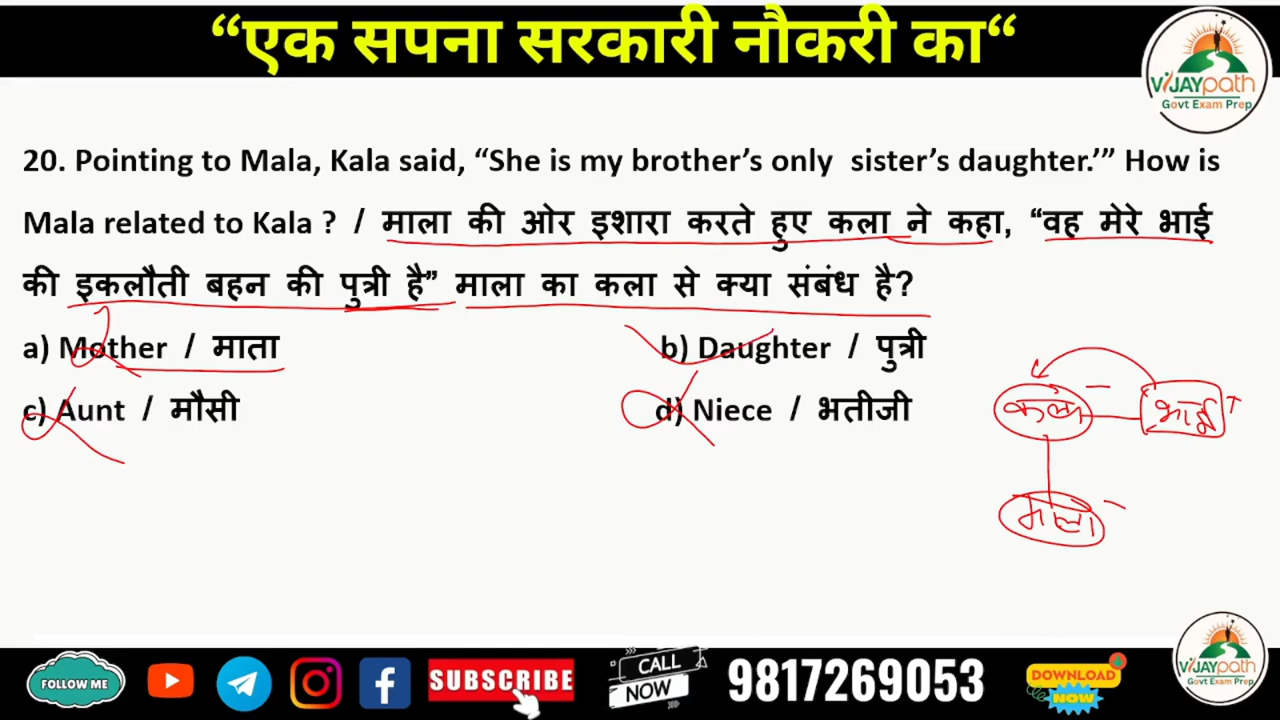 “एक सपना सरकारी नौकरी का“
VIJAYpath
Govt Exam Prep
20. Pointing to Mala, Kala said, “She is my brother’s only sister’s daughter.’” How is
Mala related to Kala ? / माला की ओर इशारा करते हुए कला ने कहा, “वह मेरे भाई
की इकलौती बहन की पुत्री है” माला का कला से क्या संबंध है?
a) Mother / माता b) Daughter / पुत्री
c) Aunt / मौसी d) Niece / भतीजी
कला – भाई +
माला –
VIJAYpath
Govt Exam Prep
FOLLOW ME SUBSCRIBE CALL NOW 9817269053 DOWNLOAD NOW